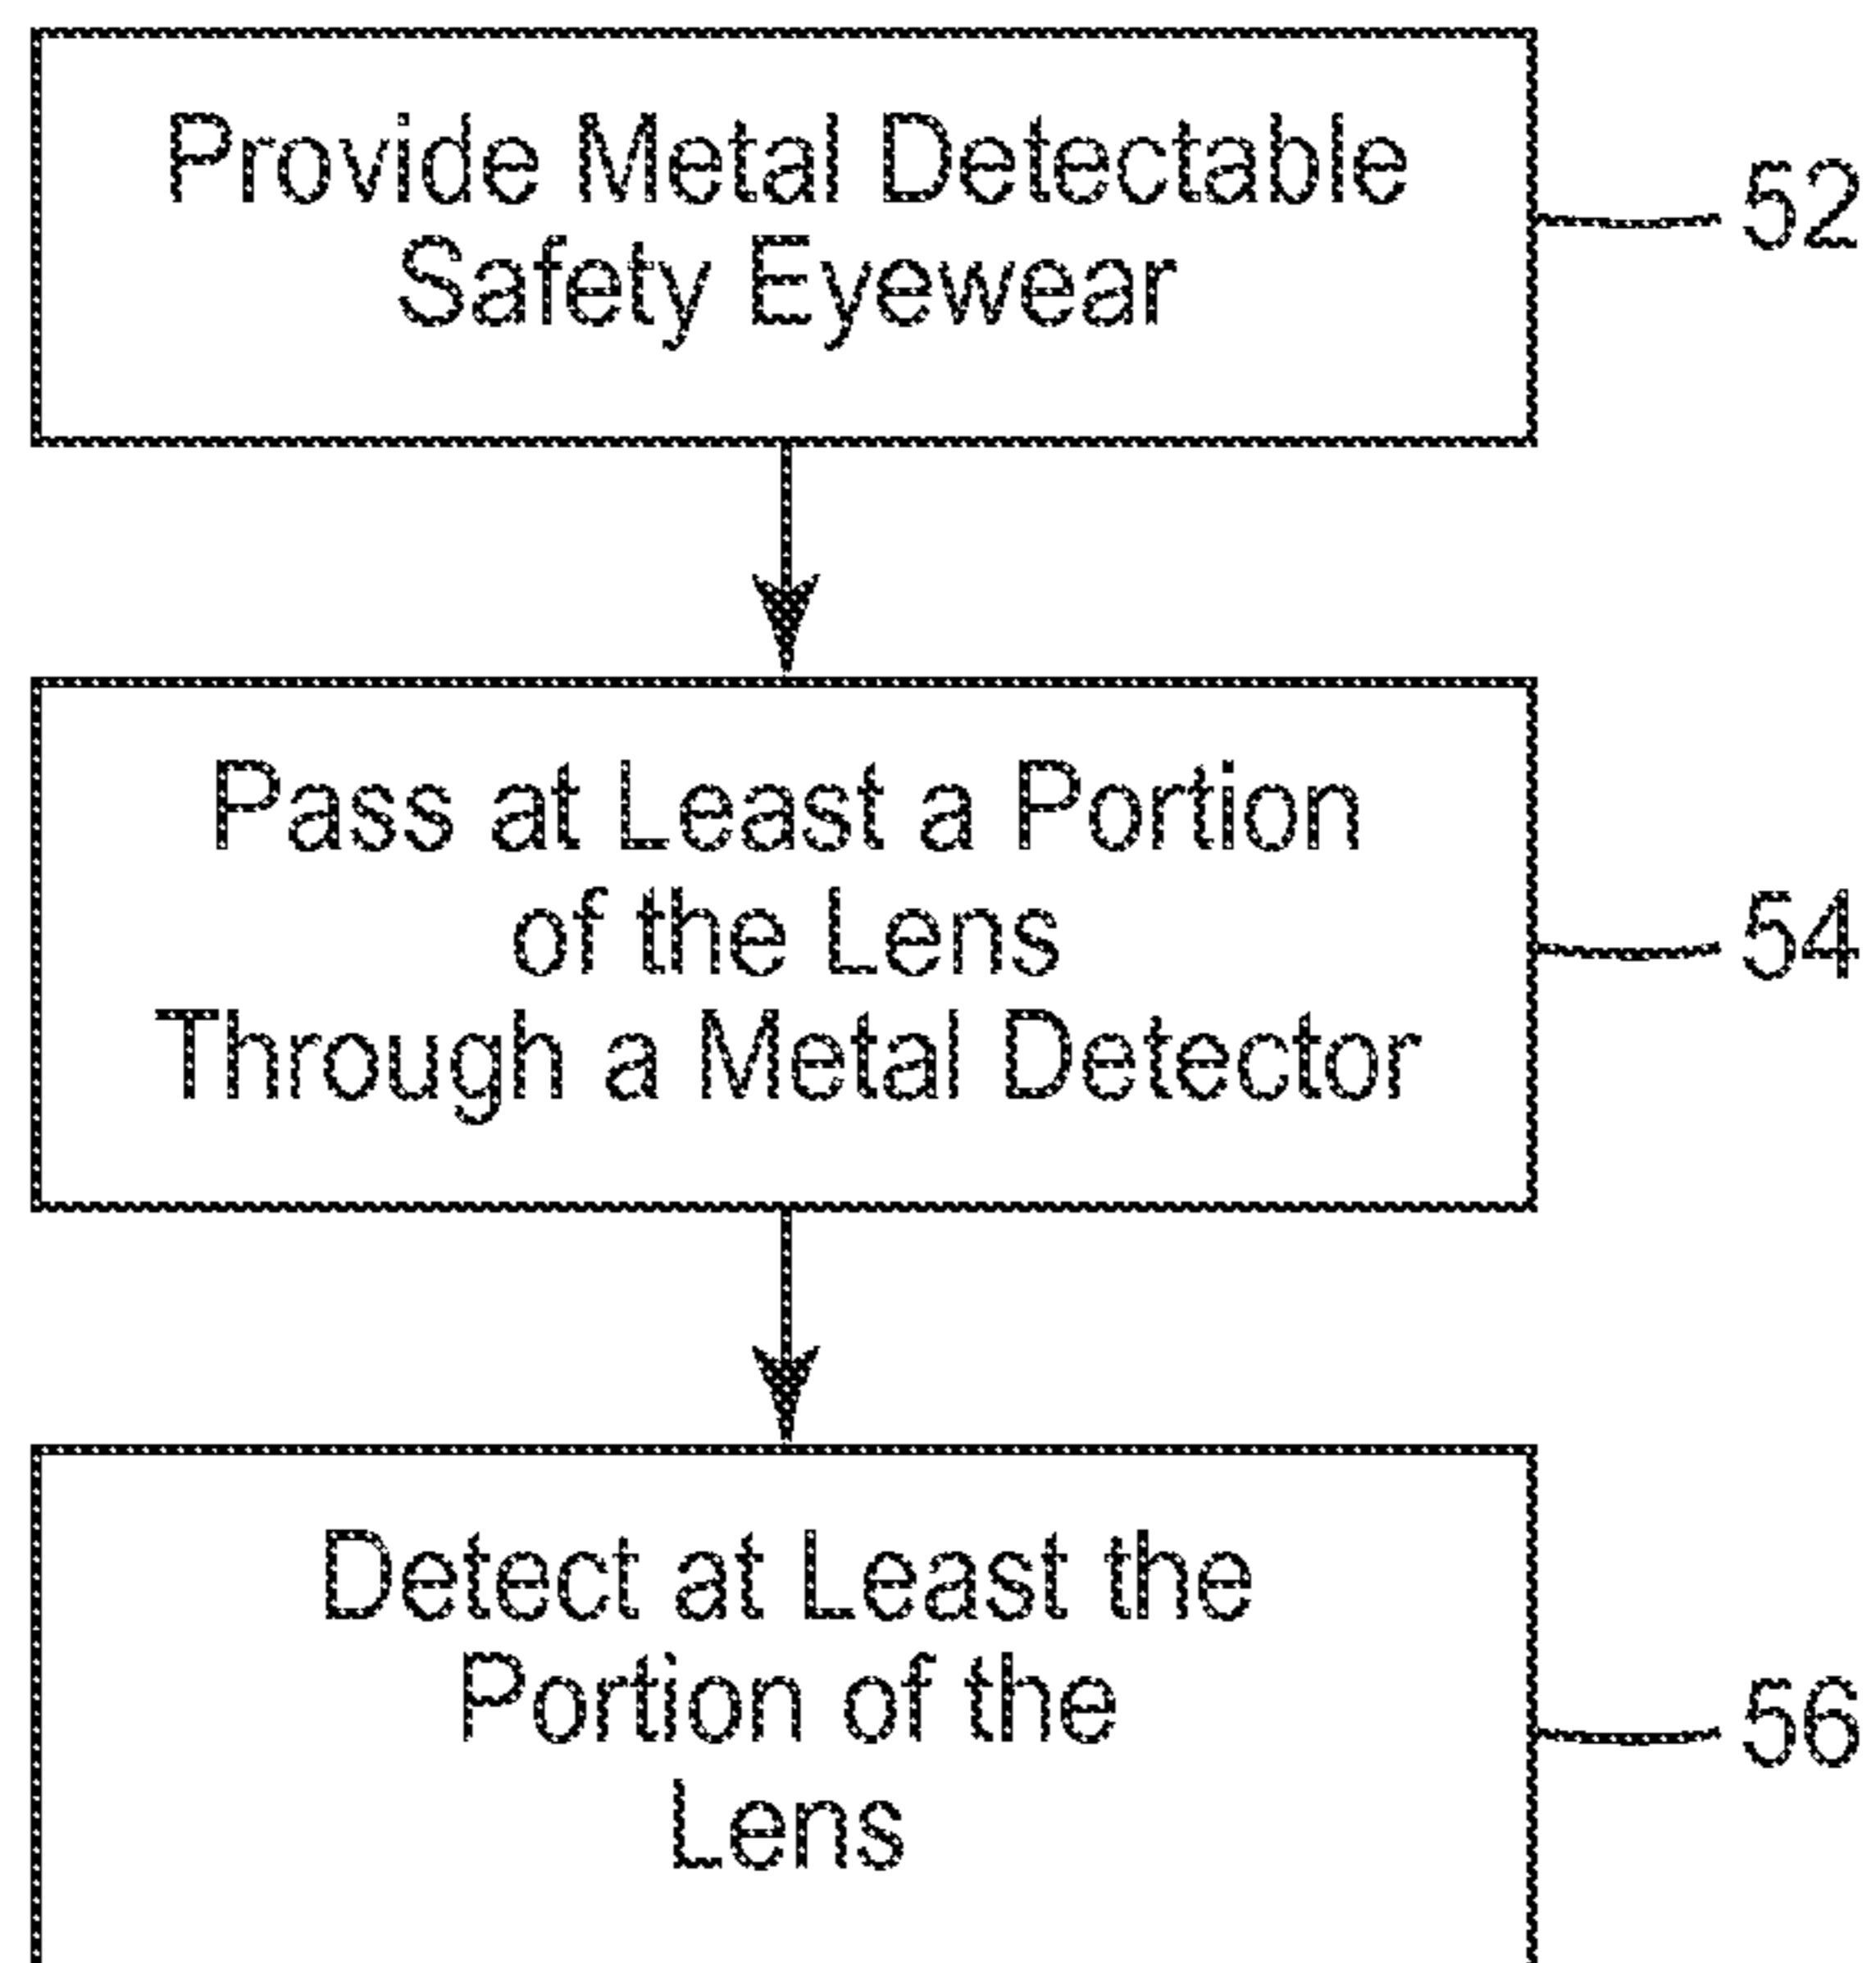 Provide Metal Detectable
Safety Eyewear
52
Pass at Least a Portion
of the Lens
Through a Metal Detector
54
Detect at Least the
Portion of the
Lens
56